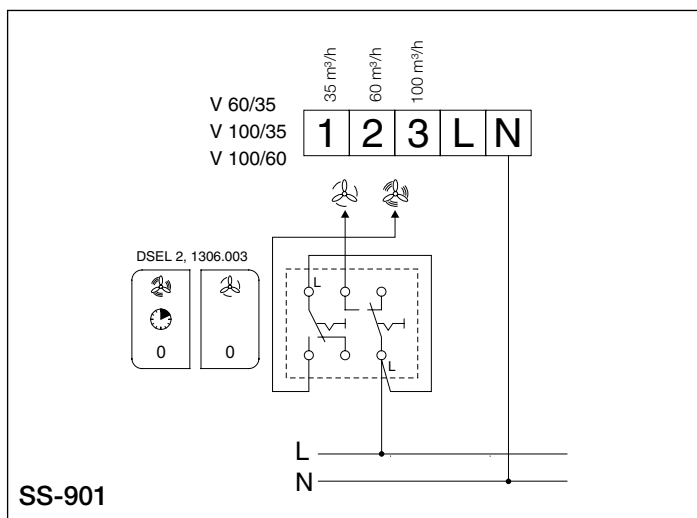 35 m³/h 60 m³/h 100 m³/h
V 60/35
V 100/35
V 100/60
1 2 3 L N
DSEL 2, 1306.003
L
0 0
L
L
N
SS-901